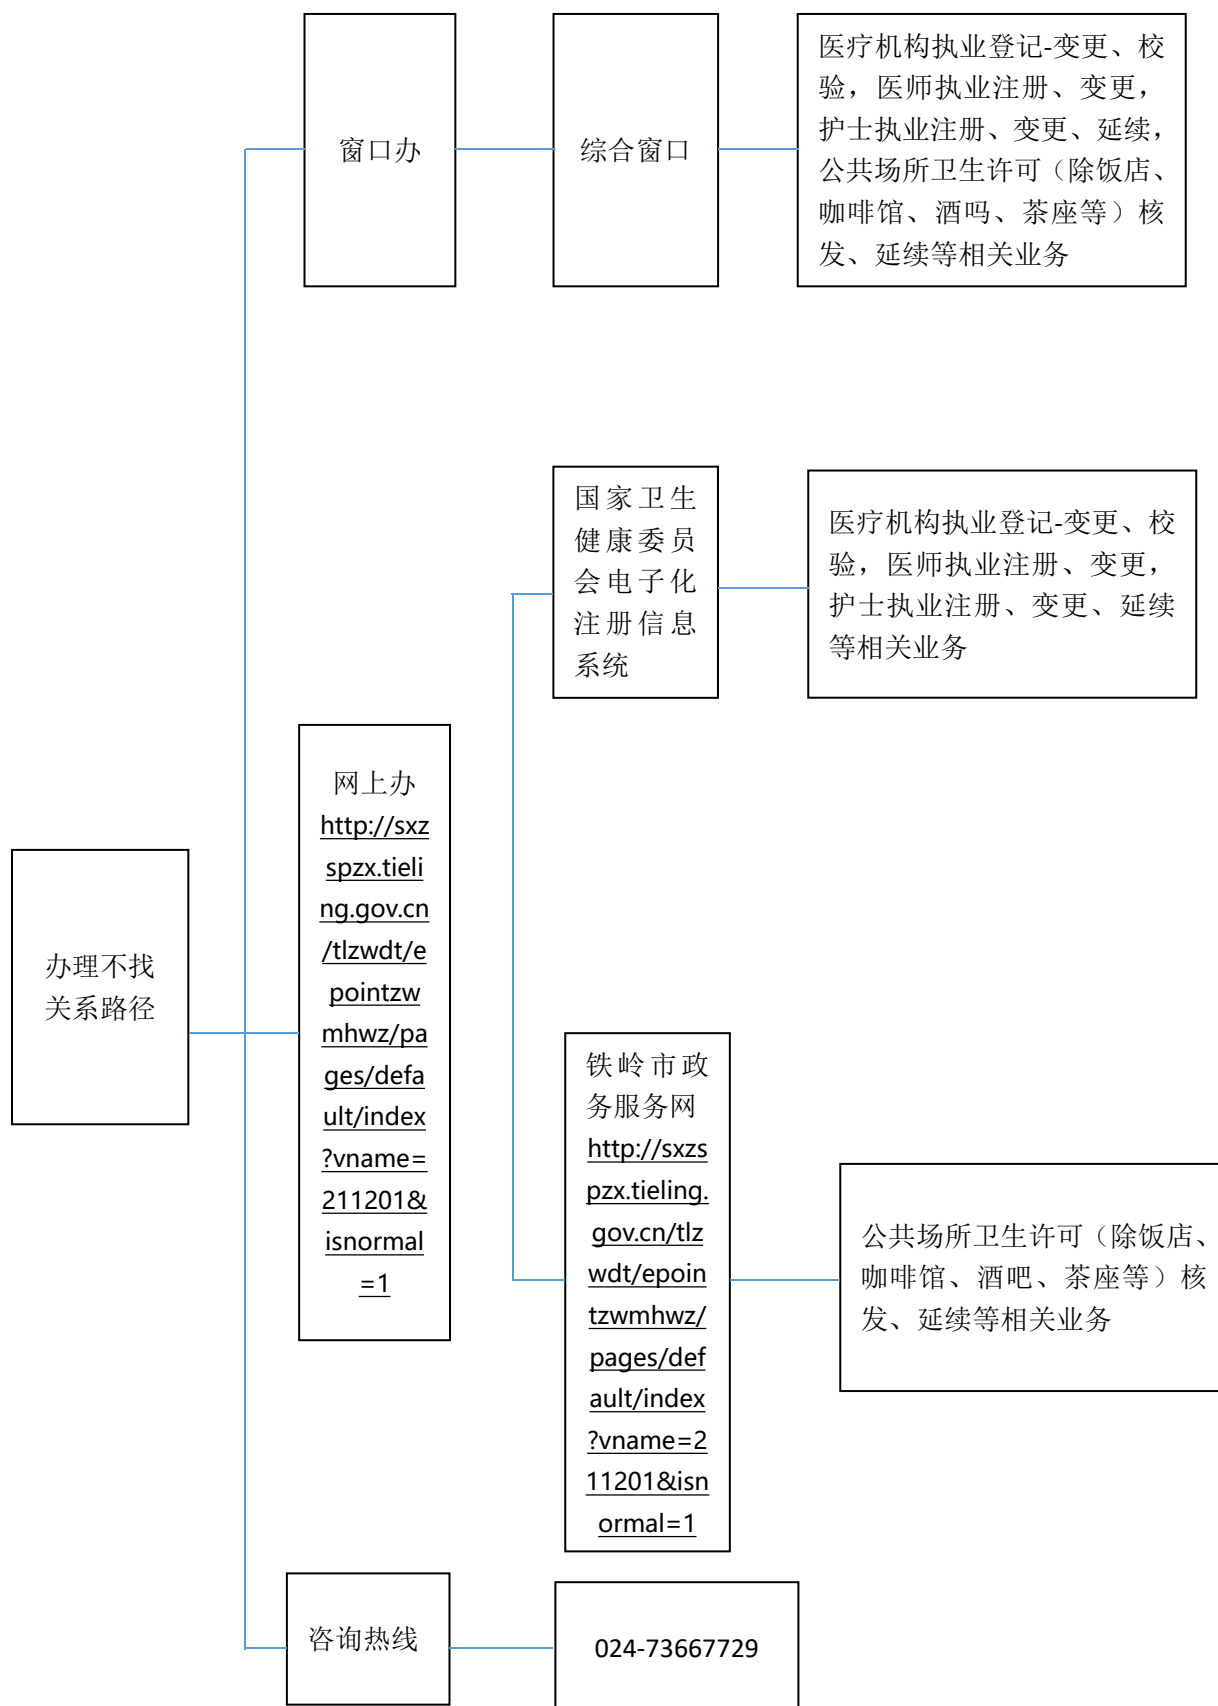 医疗机构执业登记-变更、校
验，医师执业注册、变更，
护士执业注册、变更、延续，
公共场所卫生许可（除饭店、
咖啡馆、酒吗、茶座等）核
发、延续等相关业务
窗口办
综合窗口
国家卫生
健康委员
会电子化
注册信息
系统
医疗机构执业登记-变更、校
验，医师执业注册、变更，
护士执业注册、变更、延续
等相关业务
网上办
http://sxz
spzx.tieli
ng.gov.cn
/tlzwdt/e
pointzw
mhwz/pa
ges/defa
ult/index
?vname=
211201&
isnormal
=1
办理不找
关系路径
铁岭市政
务服务网
http://sxzs
pzx.tieling.
gov.cn/tlz
wdt/epoin
tzwmhwz/
pages/def
ault/index
?vname=2
11201&isn
ormal=1
公共场所卫生许可（除饭店、
咖啡馆、酒吧、茶座等）核
发、延续等相关业务
咨询热线
024-73667729